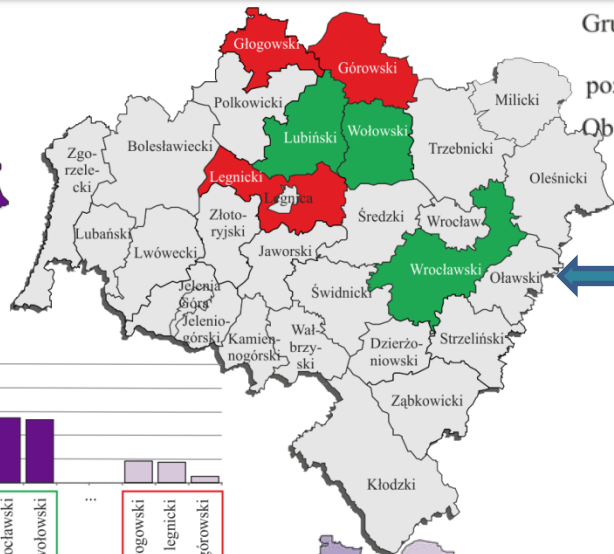 Gru
Głogowski
Górowski
poz
Milicki
Polkowicki
Ob
Lubiński
Wołowski
Bolesławiecki
Trzebnicki
Zgo-
rzele-
cki
Legnicki
Oleśnicki
Legnica
Złoto-
ryjski
Średzki
Wrocław
Lubański
Lwówecki
Jaworski
Wrocławski
Oławski
Jelenia
Góra
Świdnicki
Jelenio-
górski
Kamien-
nogórski
Wał-
brzy-
ski
Dzierżo-
niowski
Strzeliński
Ząbkowicki
Kłodzki
ocławski
wołowski
...
ogowski
legnicki
górowski